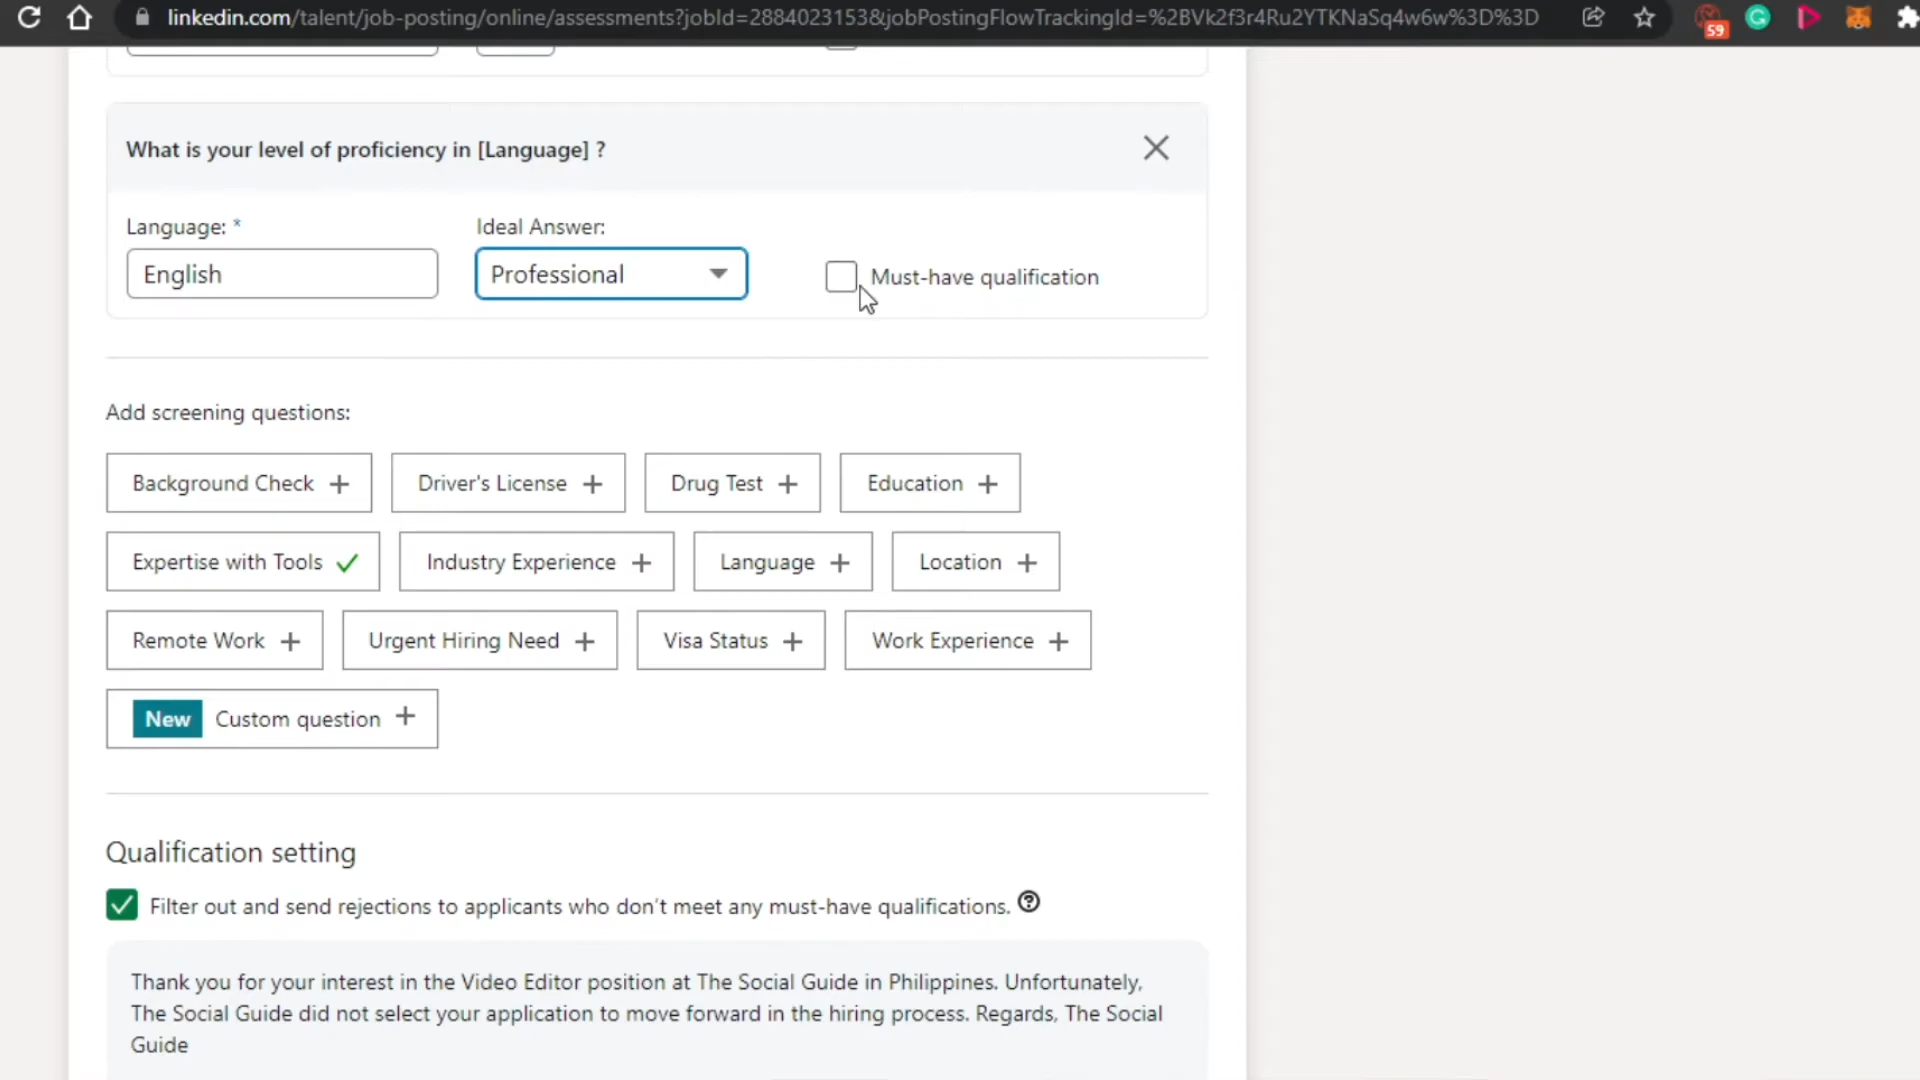 linkedin.com/talent/job-posting/online/assessments?jobId=2884023153&jobPostingFlowTrackingId=%2BVk2f3r4Ru2YTKNaSq4w6w%3D%3D
59
What is your level of proficiency in [Language] ?
Language: * Ideal Answer:
English Professional Must-have qualification
Add screening questions:
Background Check + Driver's License + Drug Test + Education +
Expertise with Tools Industry Experience + Language + Location +
Remote Work + Urgent Hiring Need + Visa Status + Work Experience +
New Custom question +
Qualification setting
Filter out and send rejections to applicants who don't meet any must-have qualifications. ?
Thank you for your interest in the Video Editor position at The Social Guide in Philippines. Unfortunately,
The Social Guide did not select your application to move forward in the hiring process. Regards, The Social
Guide